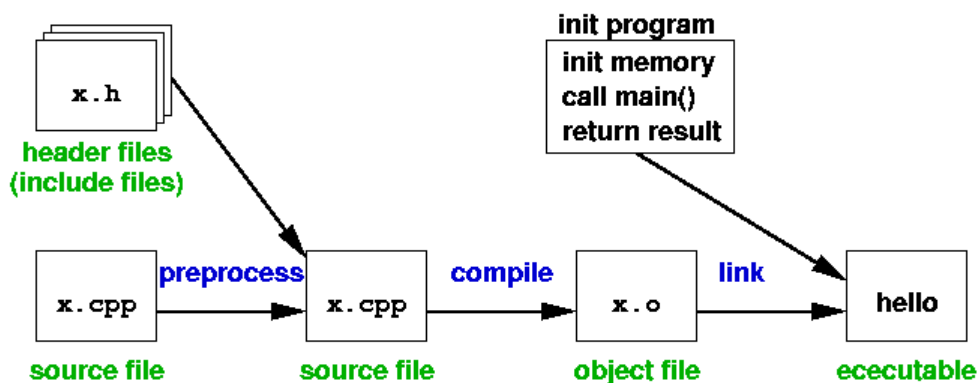 init program
init memory
call main()
return result
x.h
header files
(include files)
preprocess
compile
link
x.cpp
x.cpp
x.o
hello
source file
source file
object file
ececutable